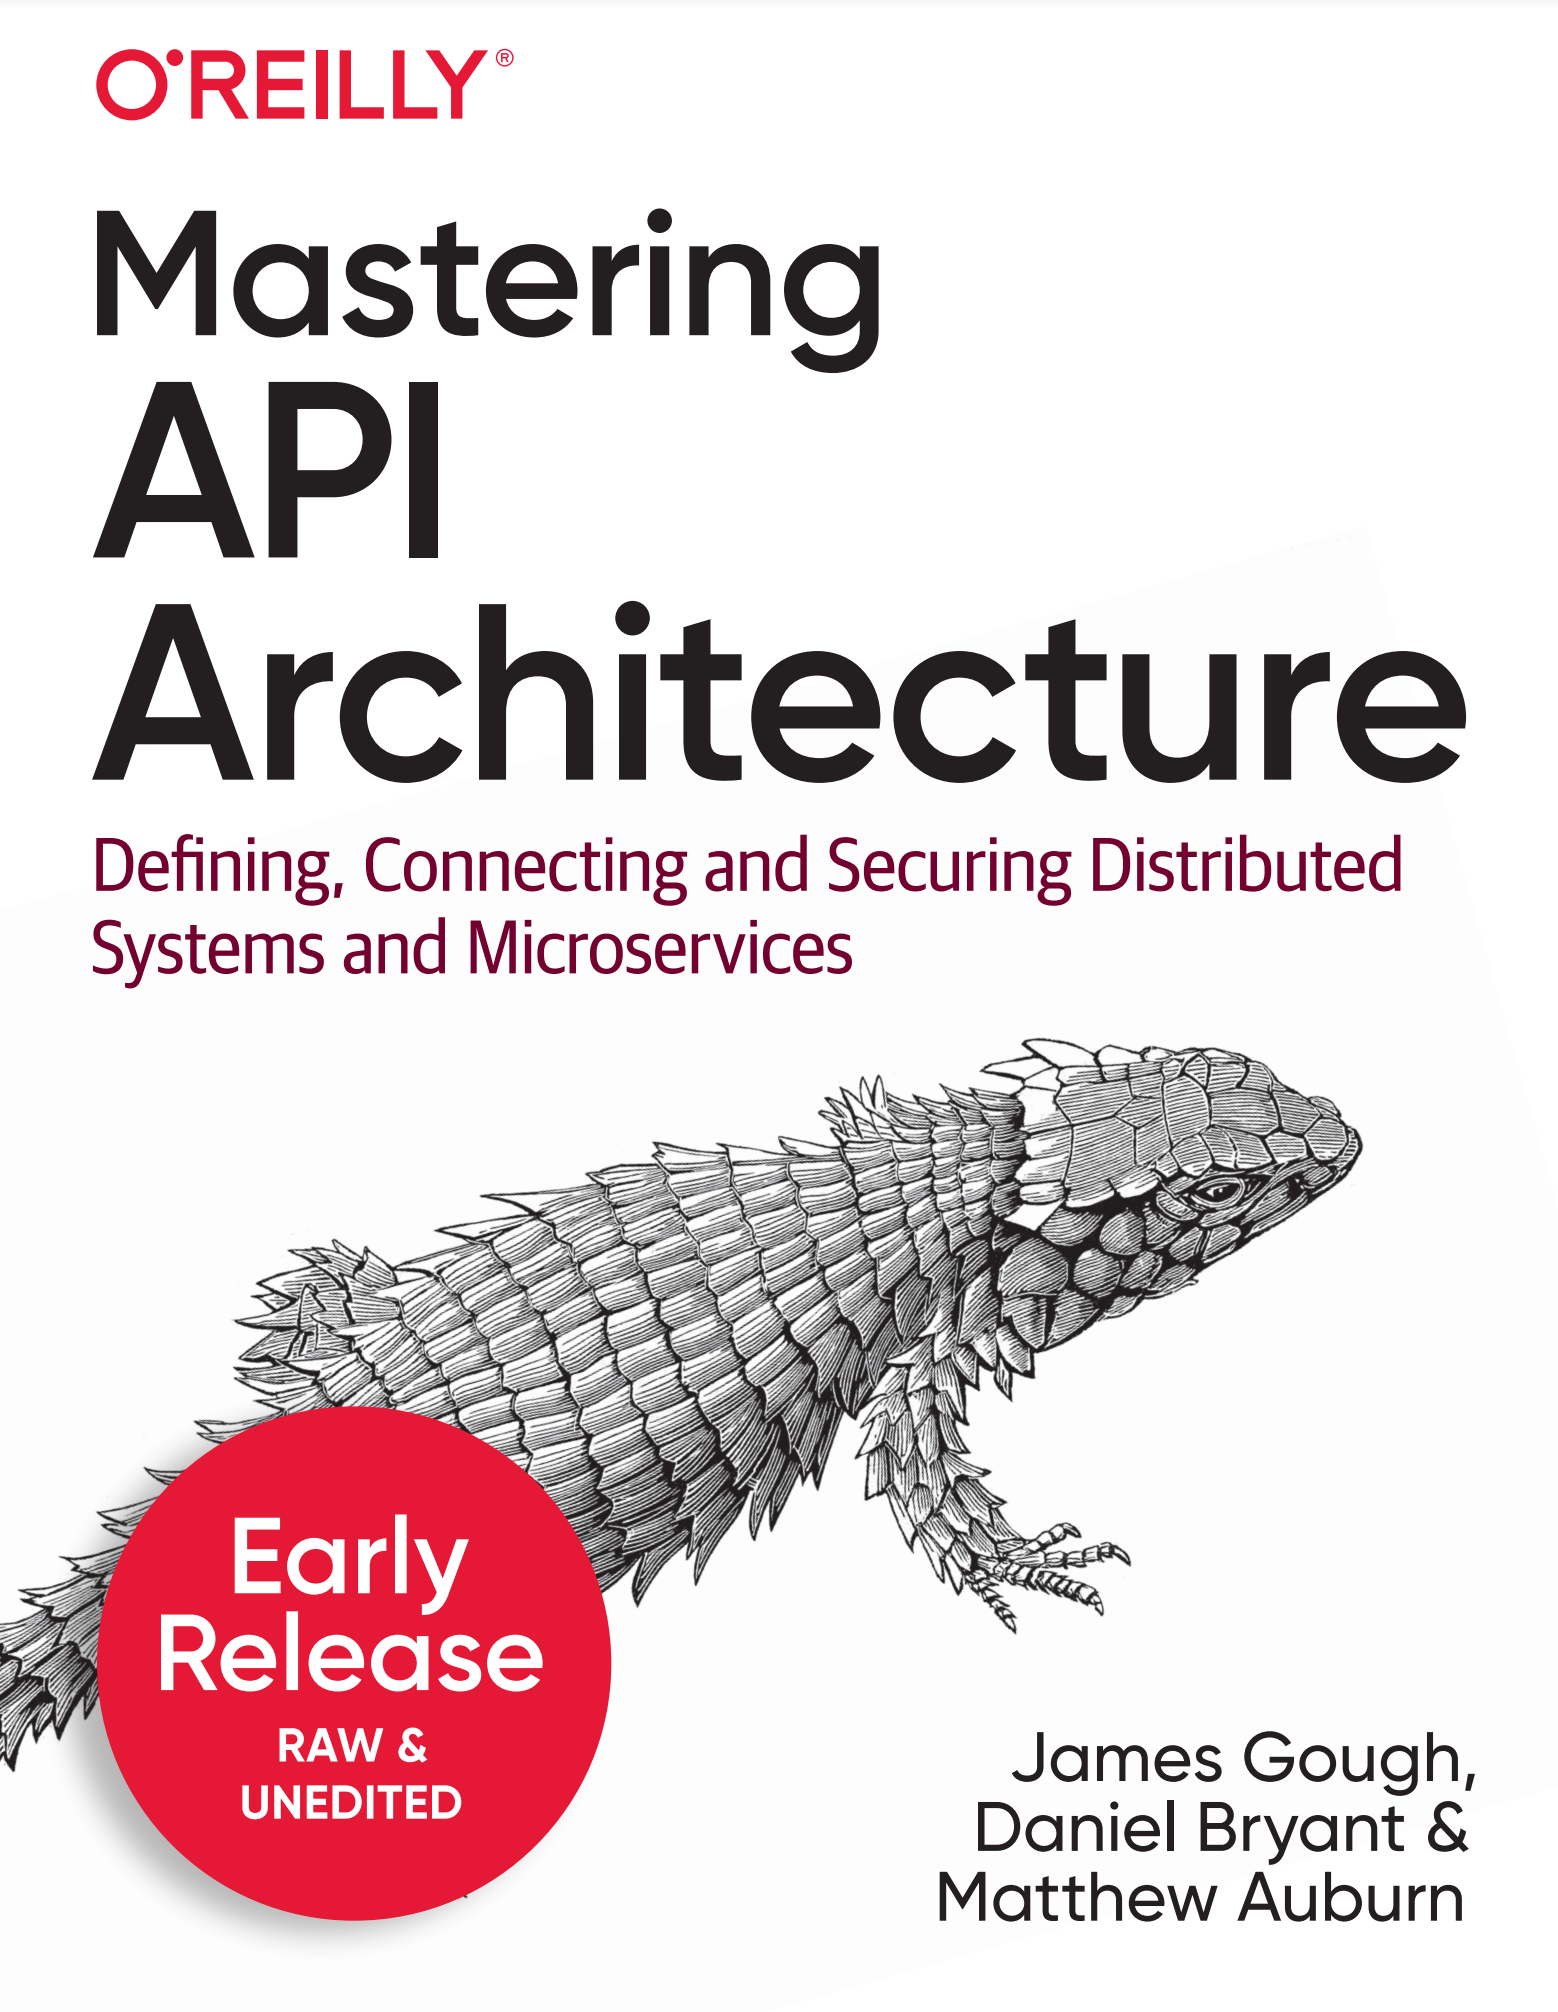 O'REILLY®
Mastering
API
Architecture
Defining, Connecting and Securing Distributed
Systems and Microservices
Early
Release
RAW &
UNEDITED
James Gough,
Daniel Bryant &
Matthew Auburn